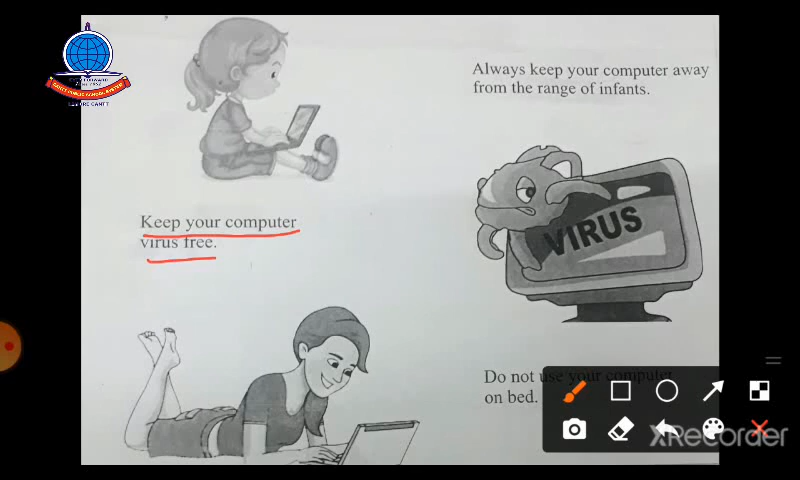 Always keep your computer away
from the range of infants.
Keep your computer
virus free.
VIRUS
Do not use your computer
on bed.
XRecorder